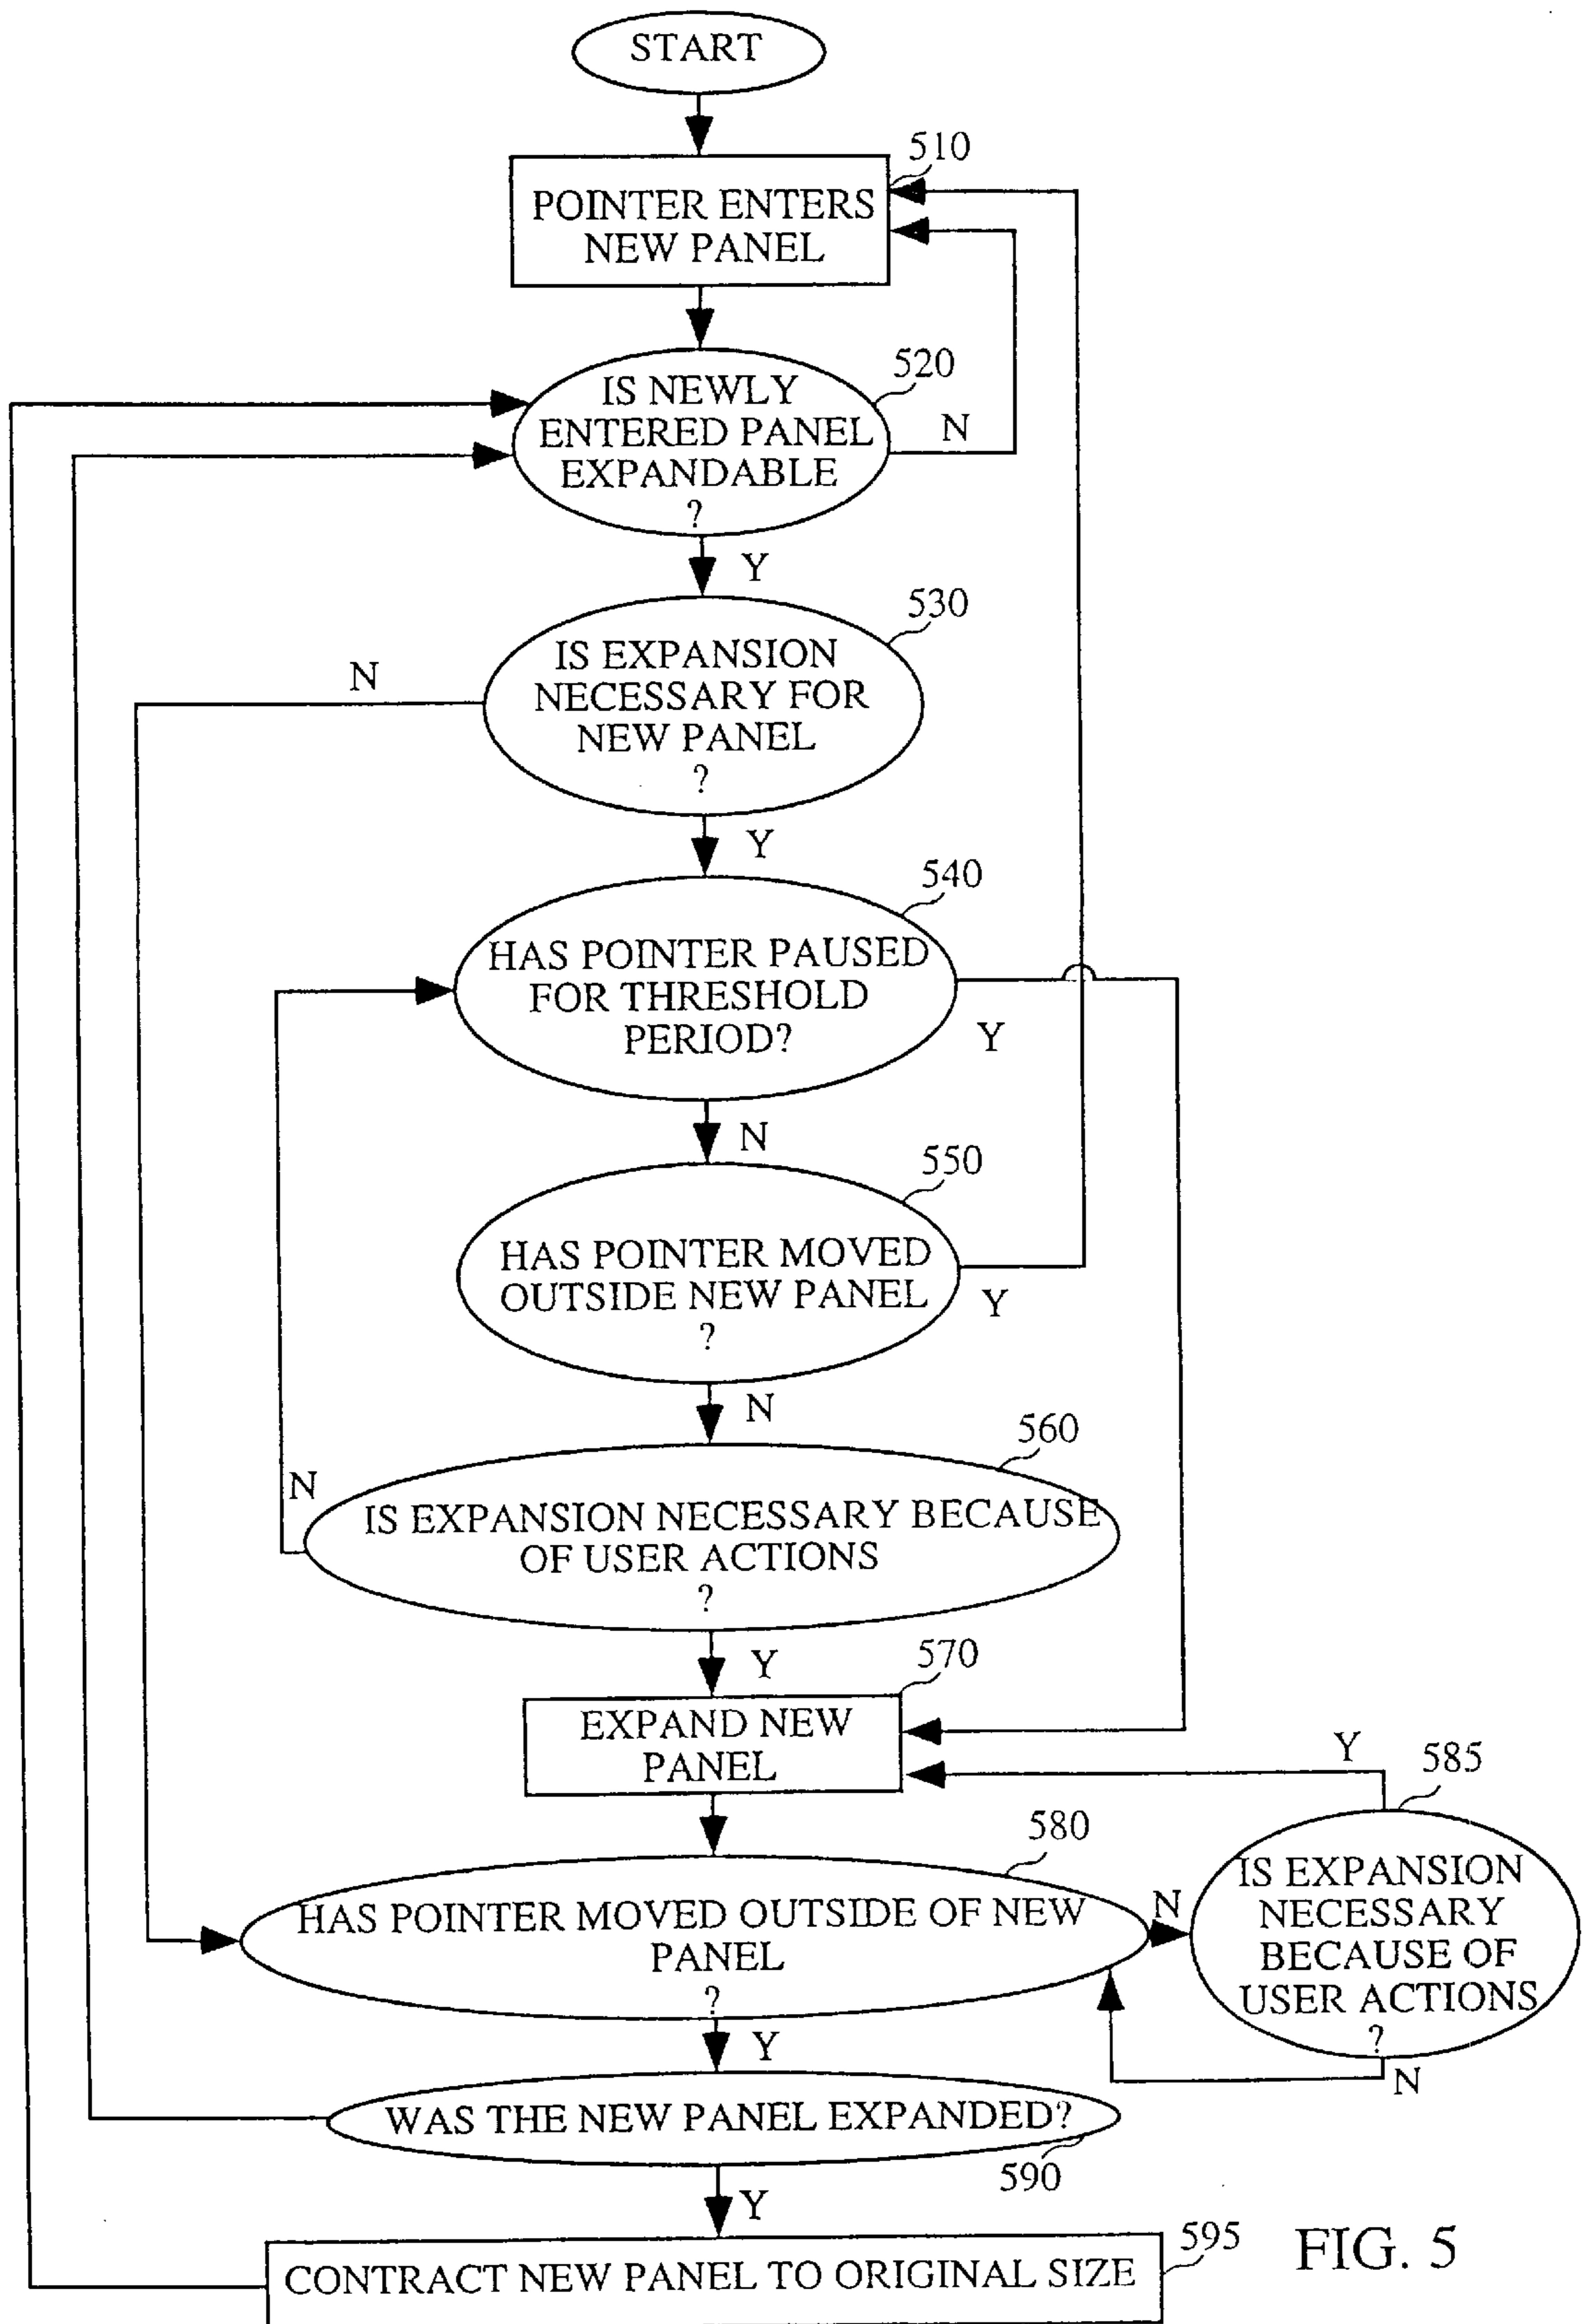 START
510
POINTER ENTERS
NEW PANEL
520
IS NEWLY
ENTERED PANEL
EXPANDABLE
?
N
Y
530
IS EXPANSION
NECESSARY FOR
NEW PANEL
?
N
Y
540
HAS POINTER PAUSED
FOR THRESHOLD
PERIOD?
Y
N
550
HAS POINTER MOVED
OUTSIDE NEW PANEL
?
Y
N
560
IS EXPANSION NECESSARY BECAUSE
OF USER ACTIONS
?
N
Y
570
EXPAND NEW
PANEL
580
HAS POINTER MOVED OUTSIDE OF NEW
PANEL
?
N
Y
585
IS EXPANSION
NECESSARY
BECAUSE OF
USER ACTIONS
?
Y
N
WAS THE NEW PANEL EXPANDED?
590
Y
595
CONTRACT NEW PANEL TO ORIGINAL SIZE
FIG. 5